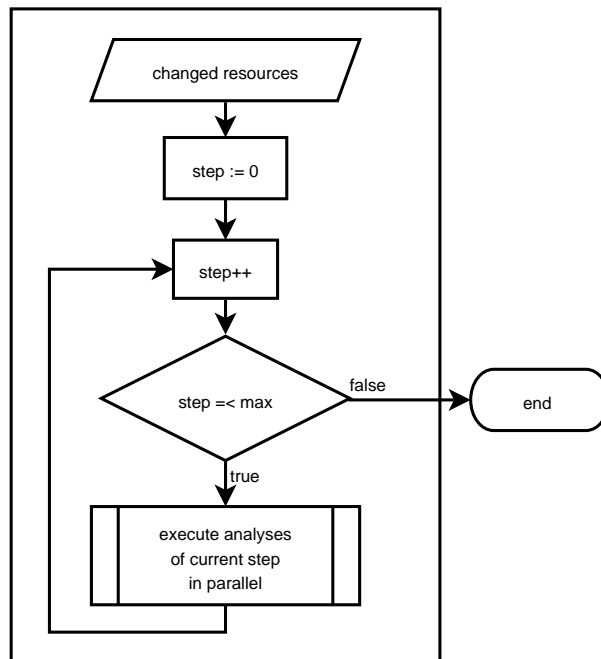 changed resources
step := 0
step++
step =< max
false
end
true
execute analyses
of current step
in parallel